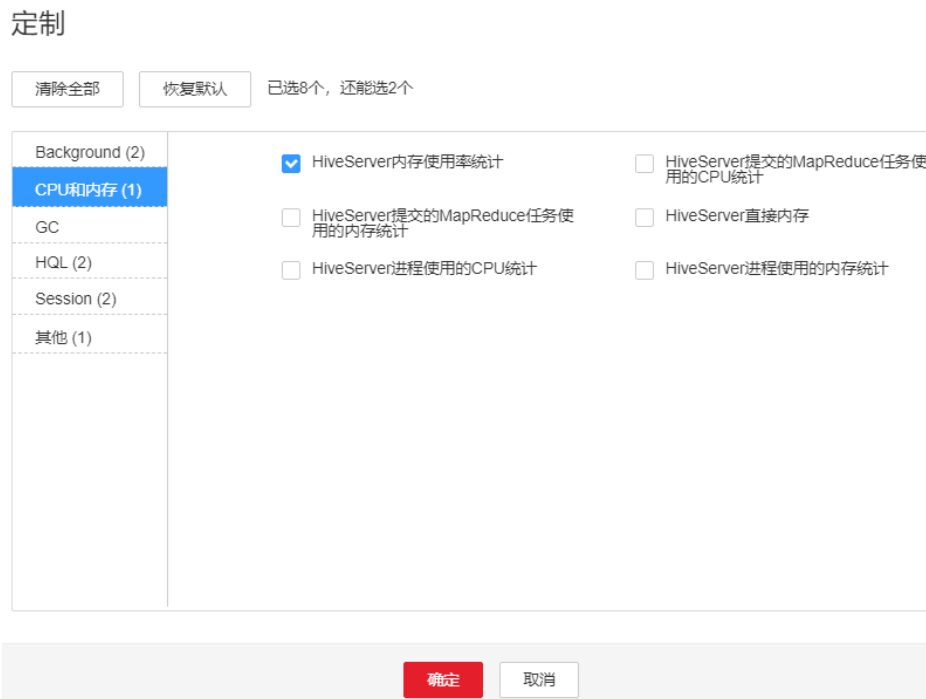 定制
清除全部
恢复默认
已选8个，还能选2个
Background (2)
CPU和内存 (1)
GC
HQL (2)
Session (2)
其他 (1)
HiveServer内存使用率统计
HiveServer提交的MapReduce任务使
用的CPU统计
HiveServer提交的MapReduce任务使
用的内存统计
HiveServer直接内存
HiveServer进程使用的CPU统计
HiveServer进程使用的内存统计
确定
取消